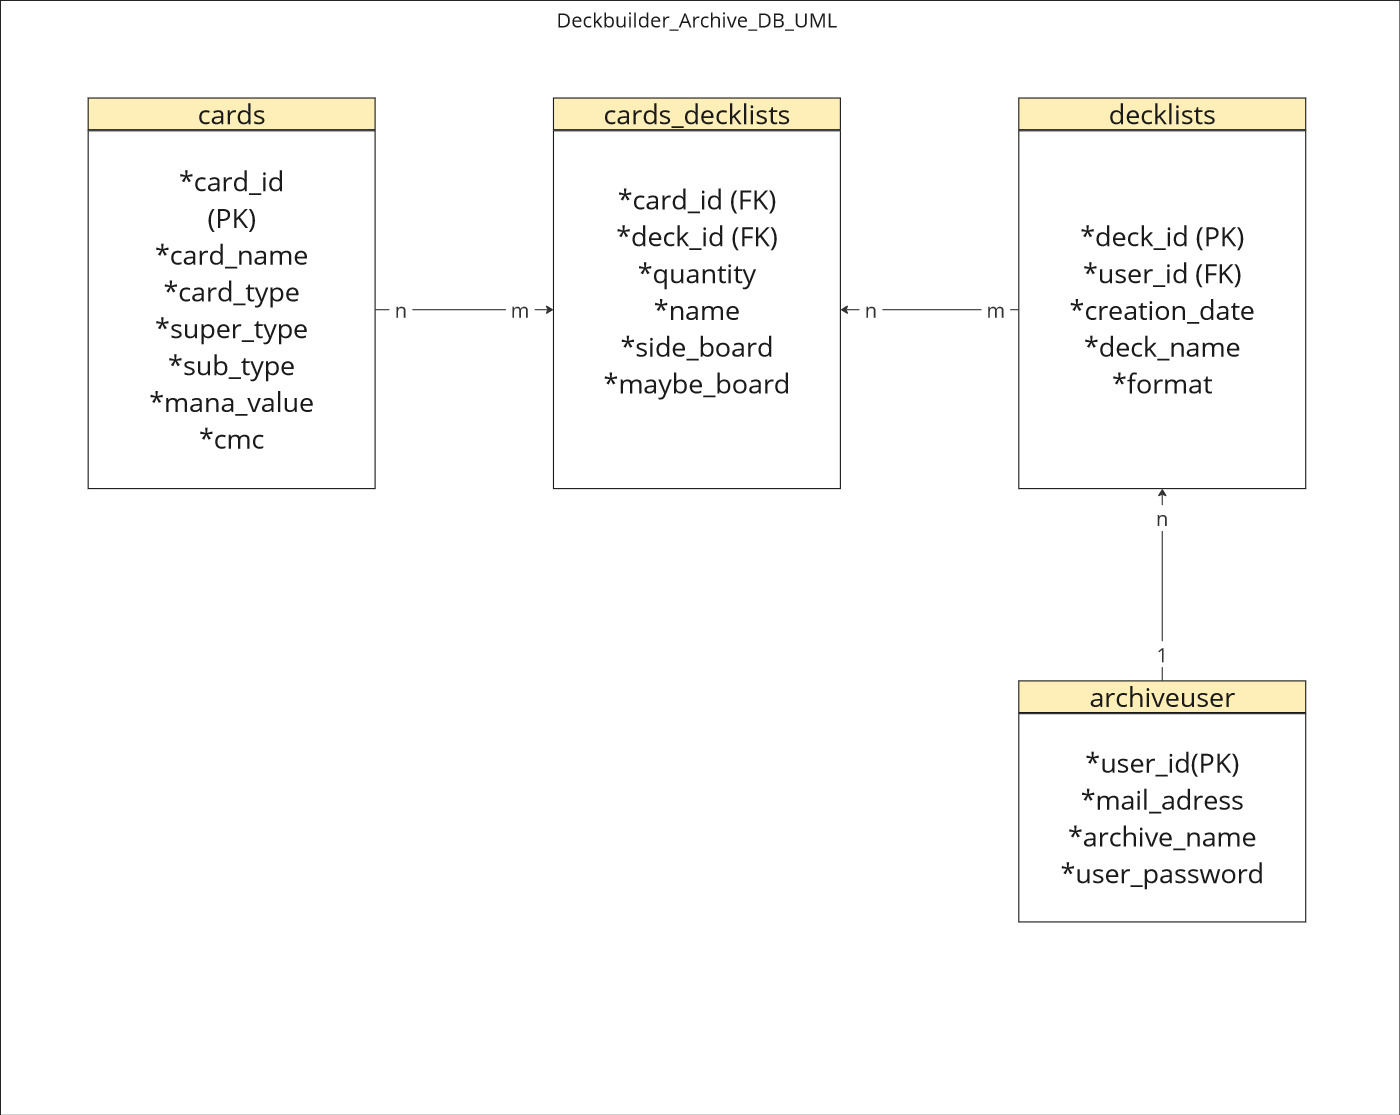 Deckbuilder_Archive_DB_UML
cards
*card_id
(PK)
*card_name
*card_type
*super_type
*sub_type
*mana_value
*cmc
n
m
cards_decklists
*card_id (FK)
*deck_id (FK)
*quantity
*name
*side_board
*maybe_board
n
m
decklists
*deck_id (PK)
*user_id (FK)
*creation_date
*deck_name
*format
n
1
archiveuser
*user_id(PK)
*mail_adress
*archive_name
*user_password